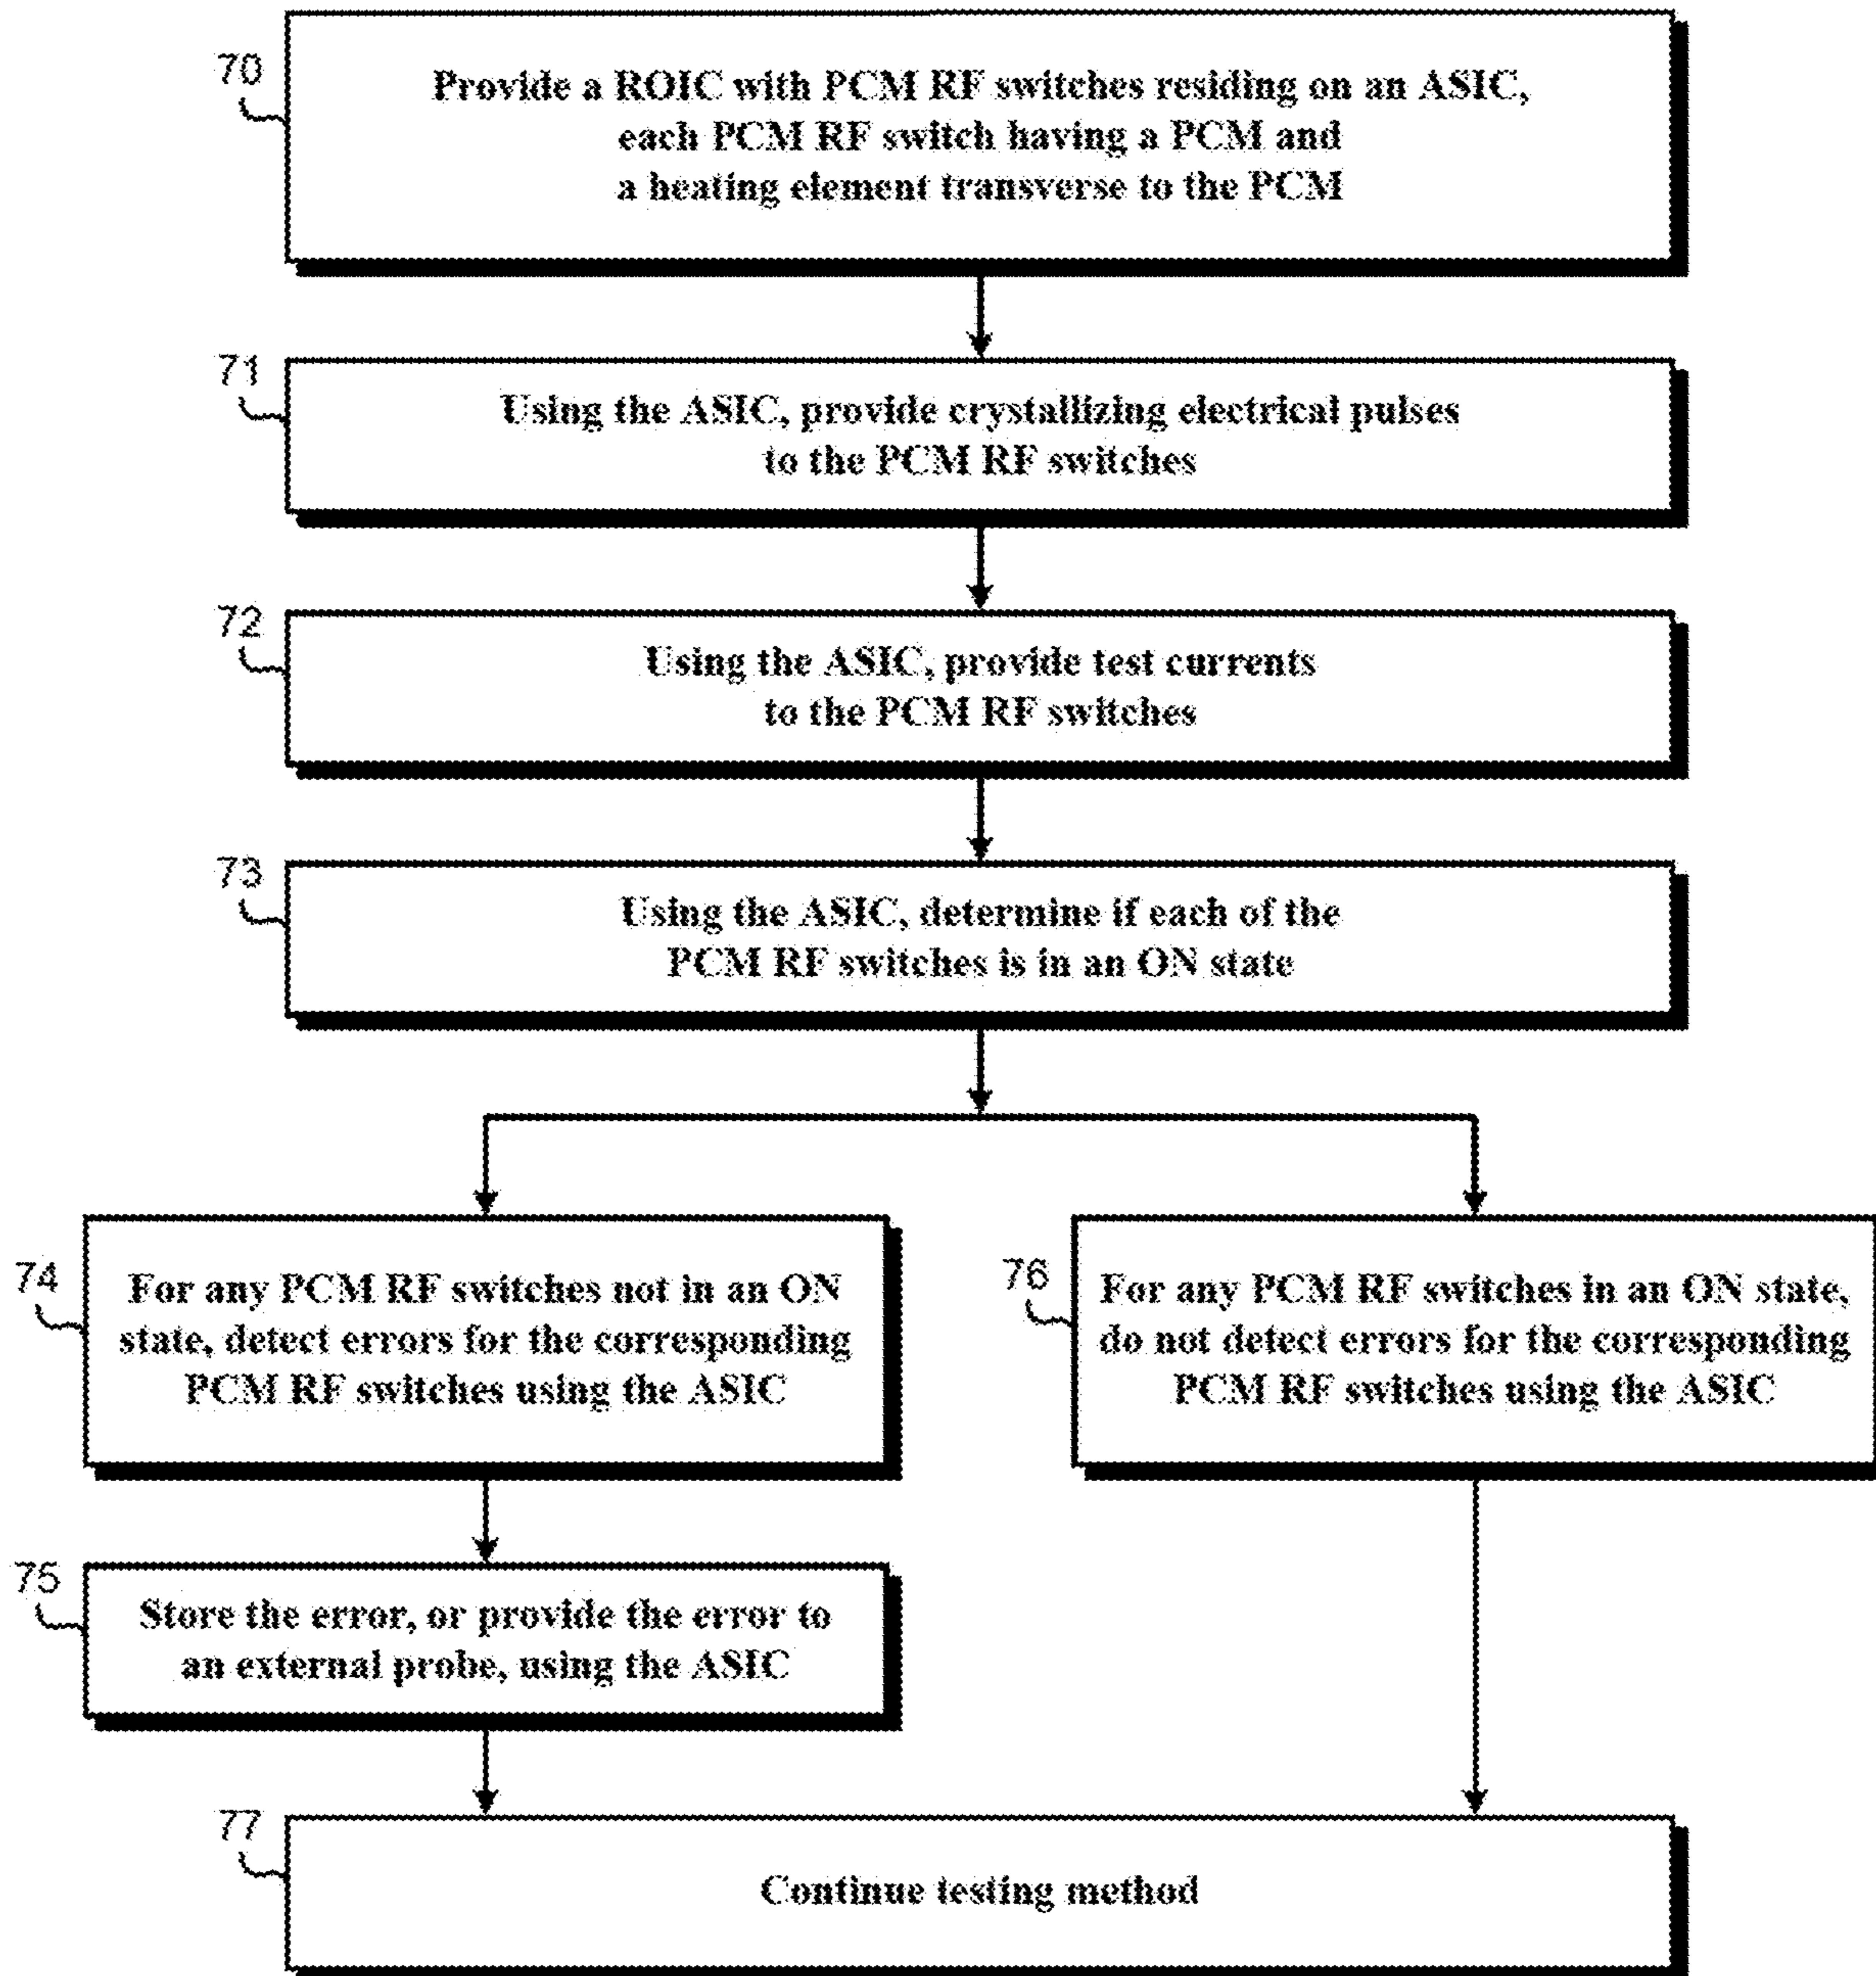 70
Provide a ROIC with PCM RF switches residing on an ASIC,
each PCM RF switch having a PCM and
a heating element transverse to the PCM
71
Using the ASIC, provide crystallizing electrical pulses
to the PCM RF switches
72
Using the ASIC, provide test currents
to the PCM RF switches
73
Using the ASIC, determine if each of the
PCM RF switches is in an ON state
74
For any PCM RF switches not in an ON
state, detect errors for the corresponding
PCM RF switches using the ASIC
76
For any PCM RF switches in an ON state,
do not detect errors for the corresponding
PCM RF switches using the ASIC
75
Store the error, or provide the error to
an external probe, using the ASIC
77
Continue testing method